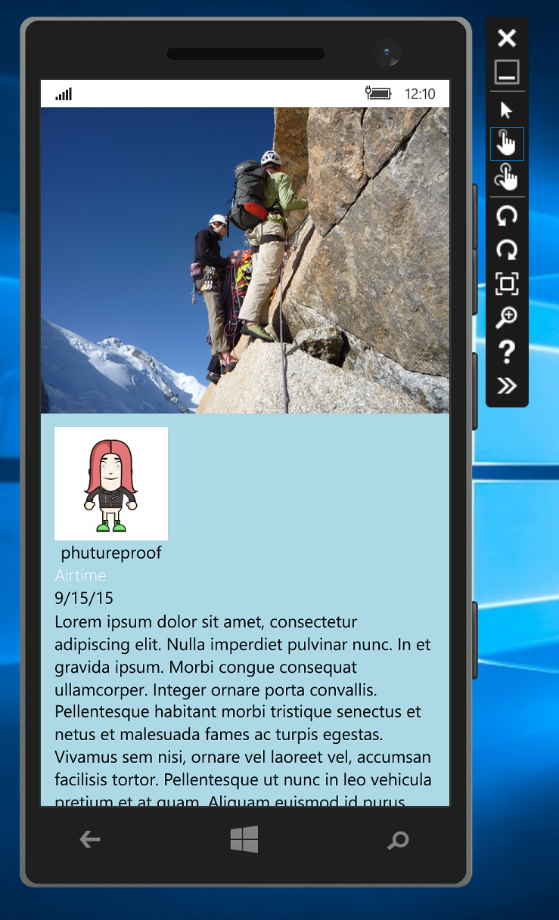 12:10
phutureproof
Airtime
9/15/15
Lorem ipsum dolor sit amet, consectetur
adipiscing elit. Nulla imperdiet pulvinar nunc. In et
gravida ipsum. Morbi congue consequat
ullamcorper. Integer ornare porta convallis.
Pellentesque habitant morbi tristique senectus et
netus et malesuada fames ac turpis egestas.
Vivamus sem nisi, ornare vel laoreet vel, accumsan
facilisis tortor. Pellentesque ut nunc in leo vehicula
pretium et at quam. Aliquam euismod id purus